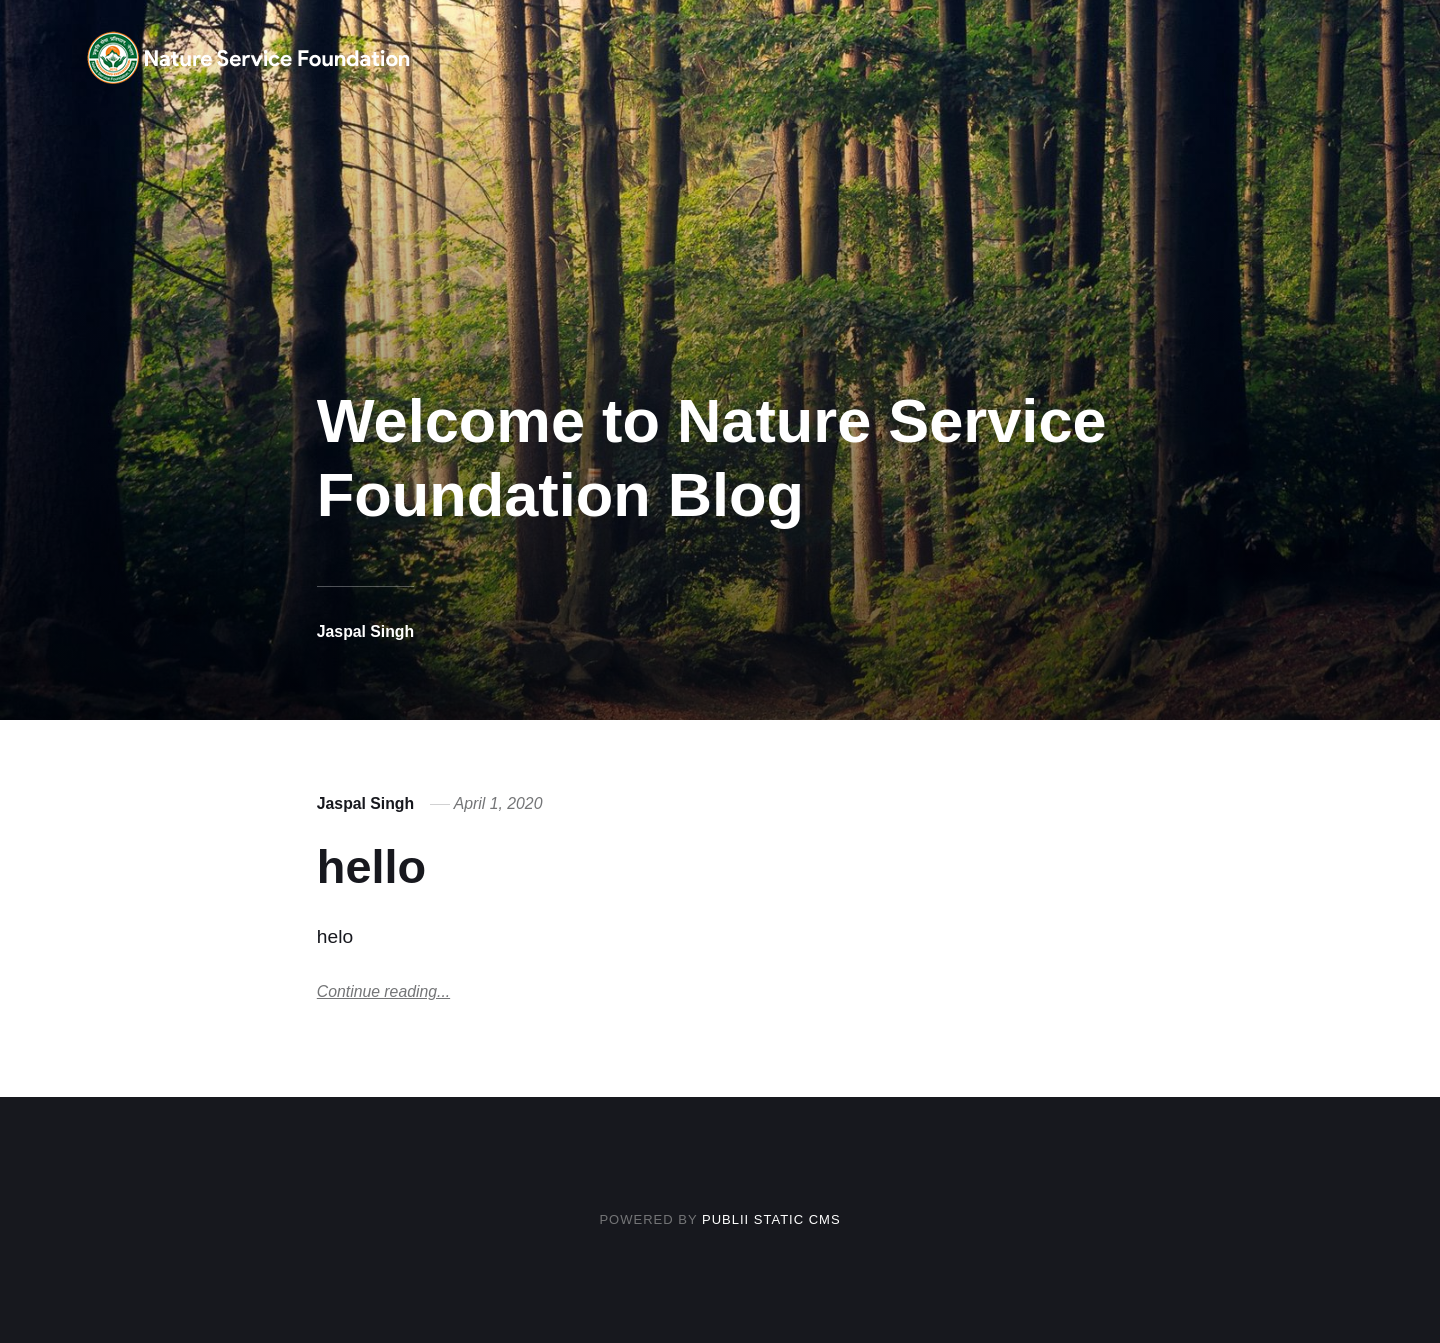 Nature Service Foundation
Welcome to Nature Service
Foundation Blog
Jaspal Singh
Jaspal Singh April 1, 2020
hello
helo
Continue reading...
POWERED BY PUBLII STATIC CMS